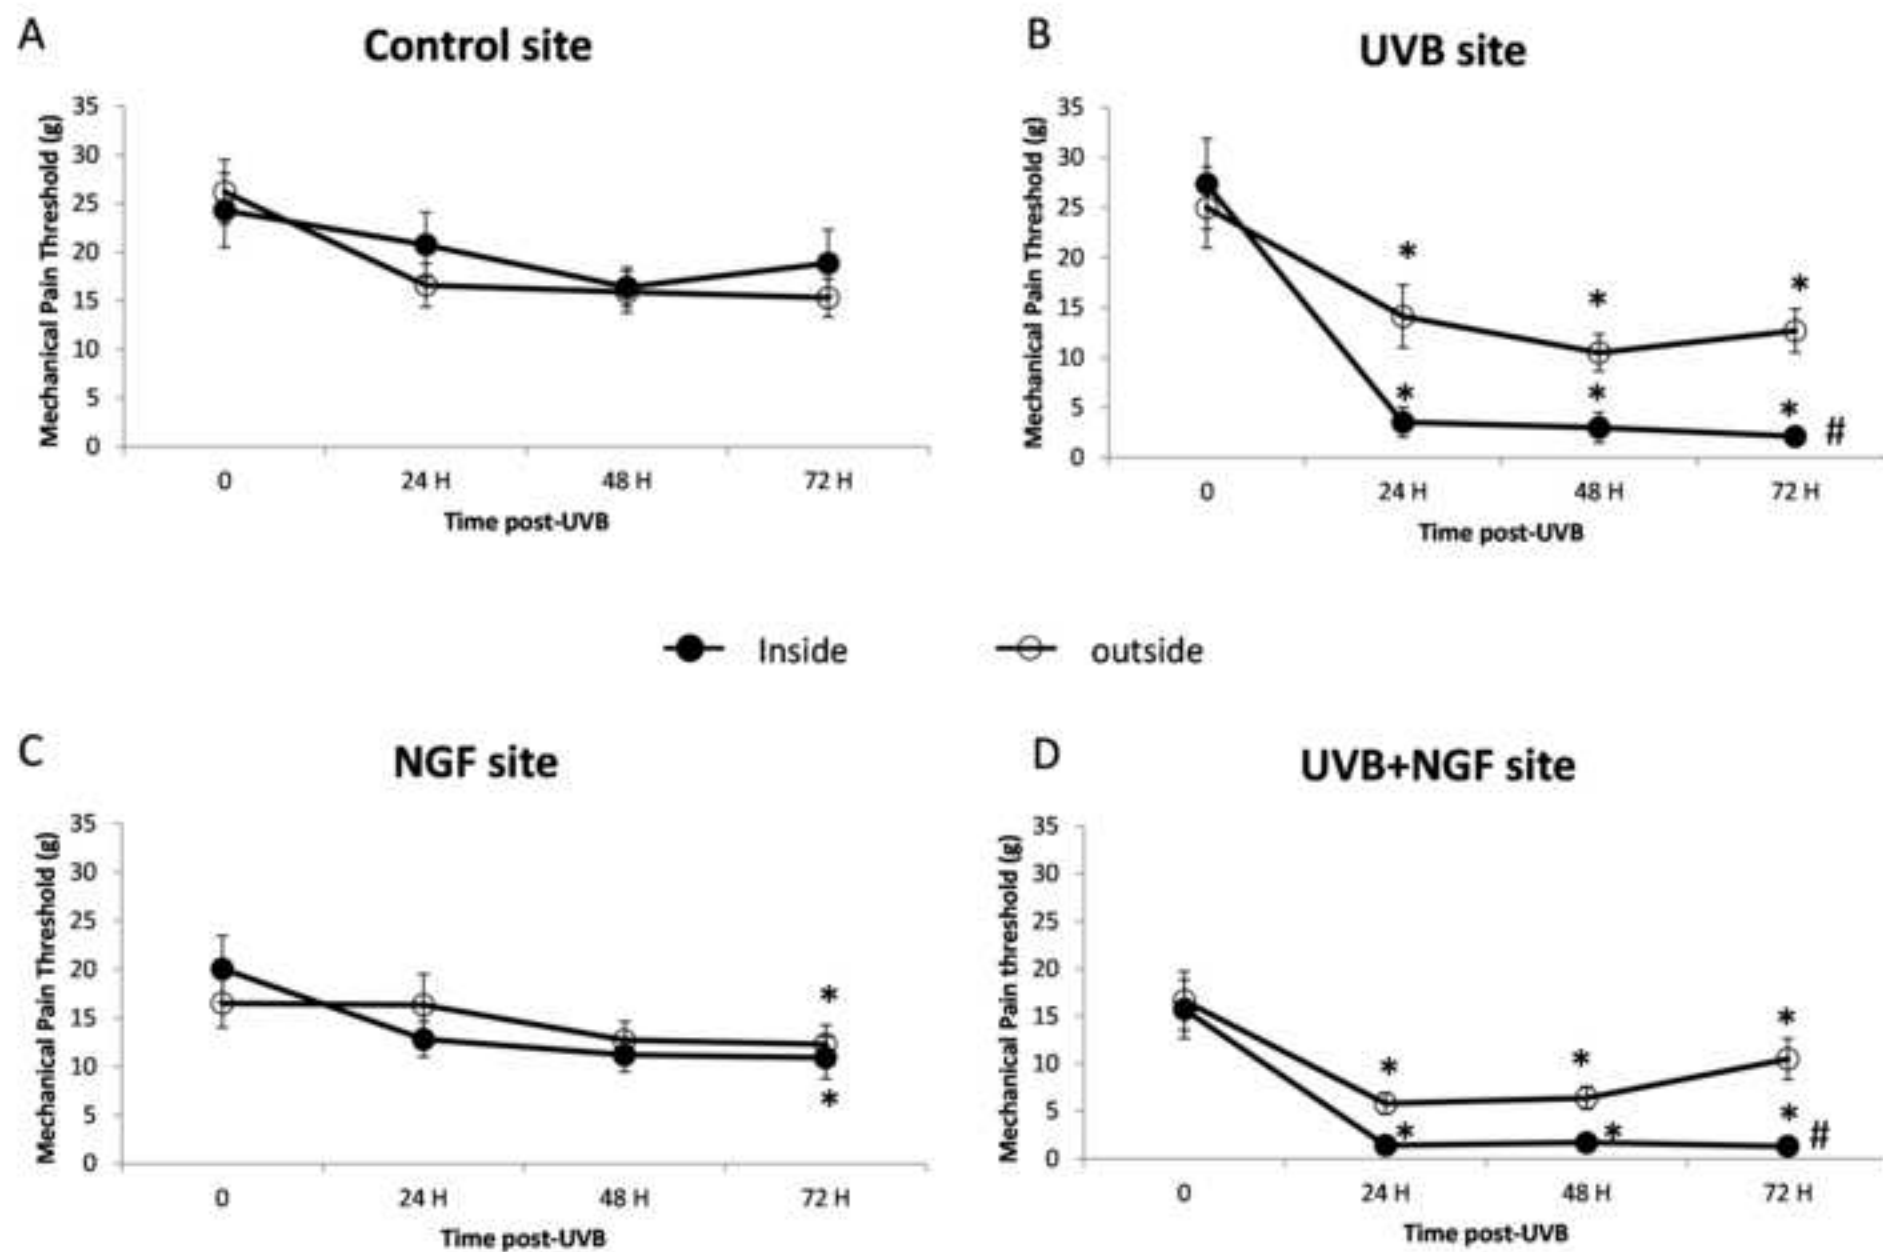 A
Control site
Mechanical Pain Threshold (g)
35
30
25
20
15
10
5
0
0 24 H 48 H 72 H
Time post-UVB
B
UVB site
Mechanical Pain Threshold (g)
35
30
25
20
15
10
5
0
* * *
* * * #
0 24 H 48 H 72 H
Time post-UVB
Inside outside
C
NGF site
Mechanical Pain Threshold (g)
35
30
25
20
15
10
5
0
*
*
0 24 H 48 H 72 H
Time post-UVB
D
UVB+NGF site
Mechanical Pain threshold (g)
35
30
25
20
15
10
5
0
* * *
* * * #
0 24 H 48 H 72 H
Time post-UVB